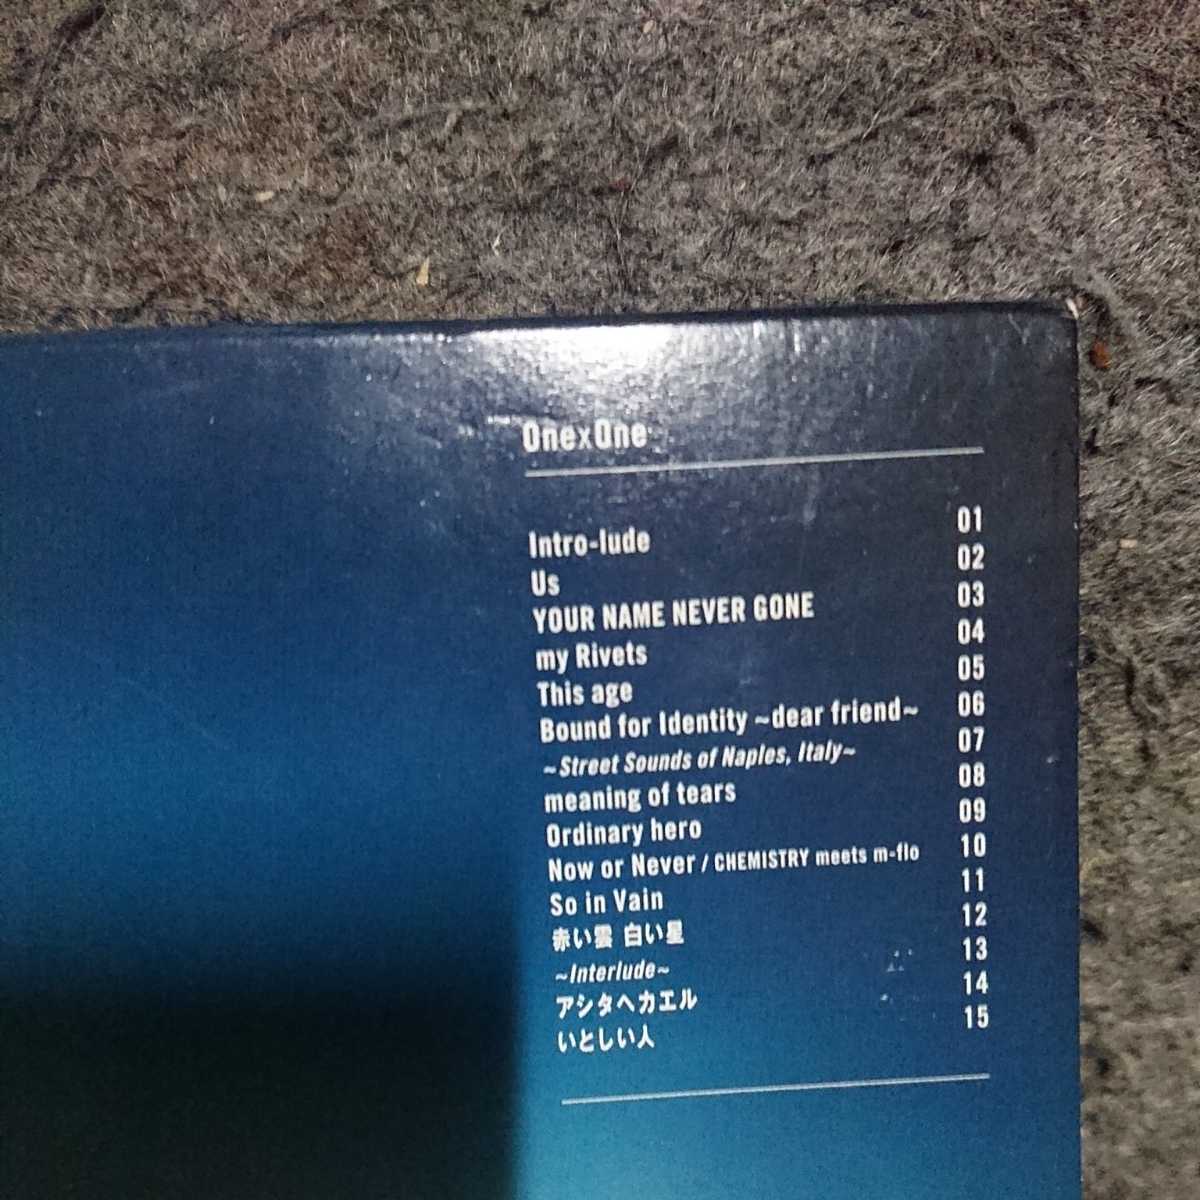 OnexOne
Intro-lude 01
Us 02
YOUR NAME NEVER GONE 03
my Rivets 04
This age 05
Bound for Identity ~dear friend~ 06
~Street Sounds of Naples, Italy~ 07
meaning of tears 08
Ordinary hero 09
Now or Never / CHEMISTRY meets m-flo 10
So in Vain 11
赤い雲 白い星 12
~Interlude~ 13
アシタヘカエル 14
いとしい人 15